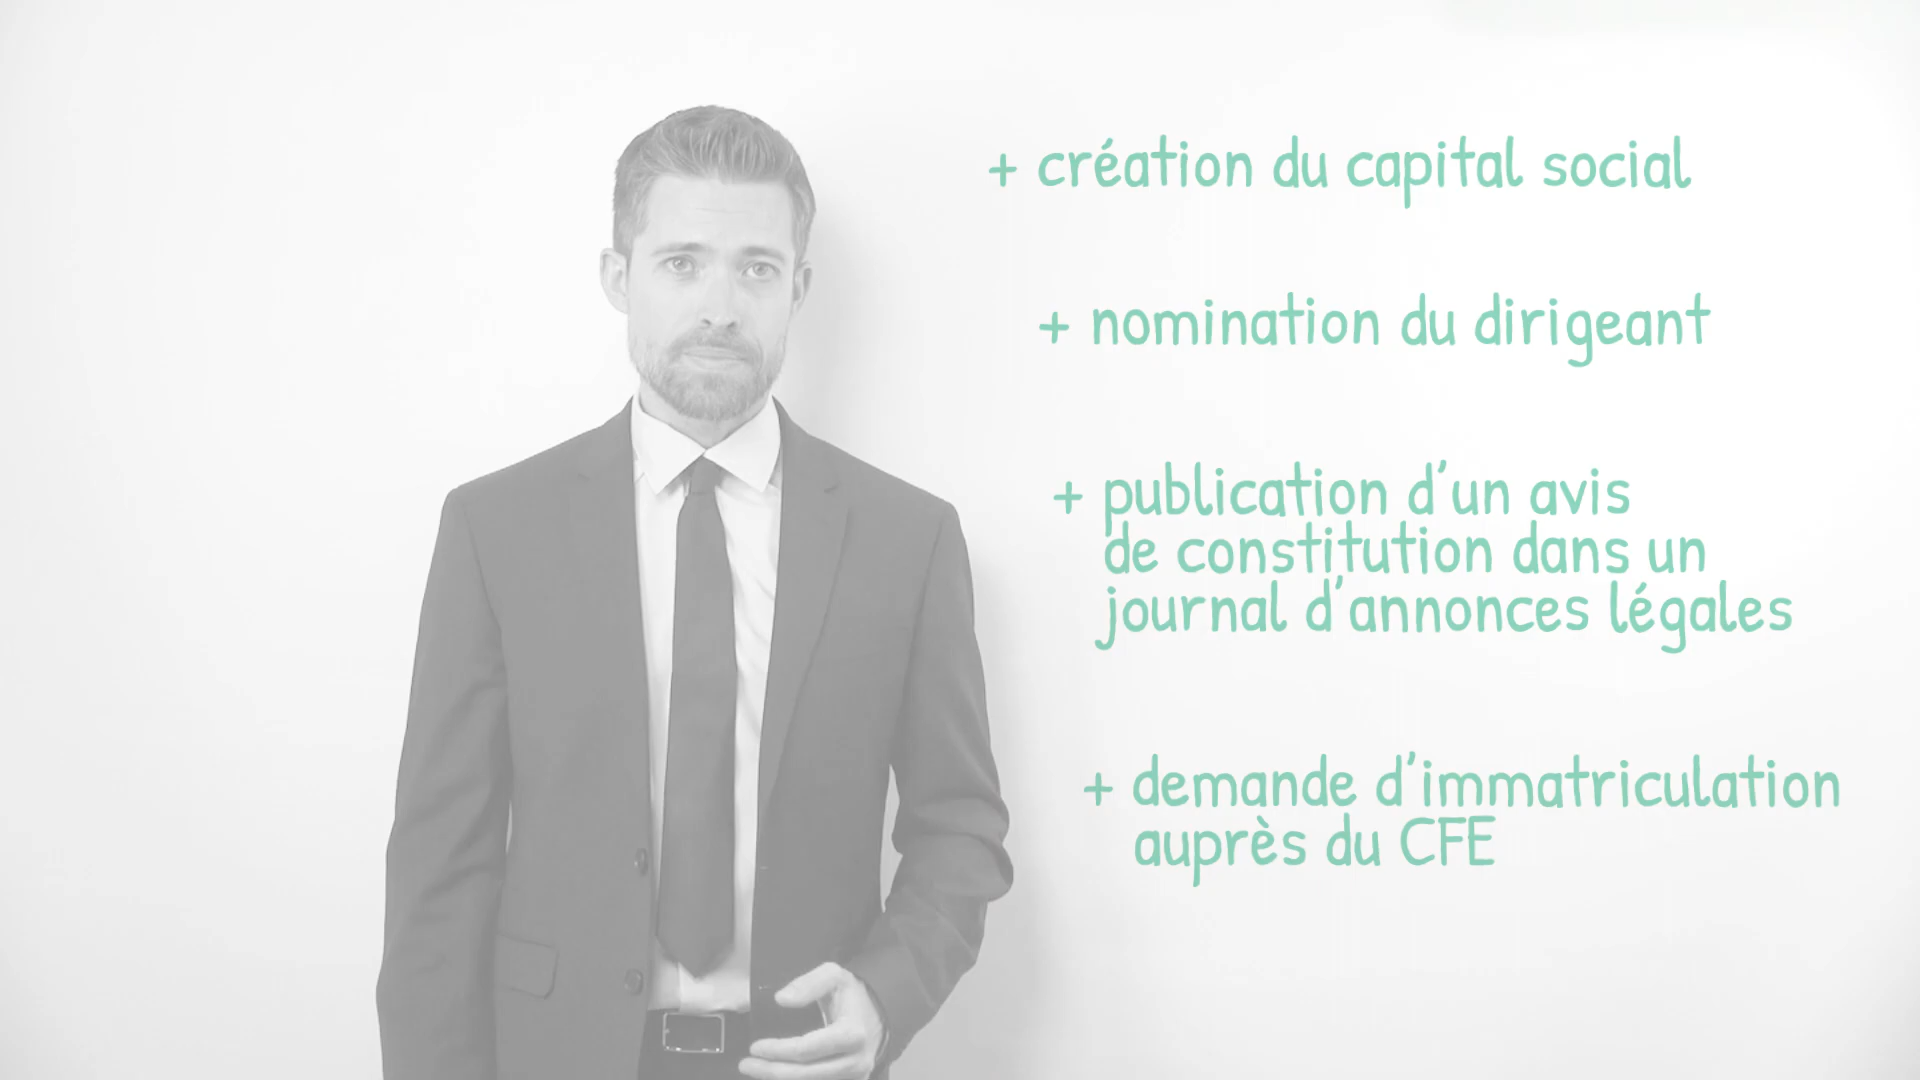 + création du capital social
+ nomination du dirigeant
+ publication d'un avis
de constitution dans un
journal d'annonces légales
+ demande d'immatriculation
auprès du CFE